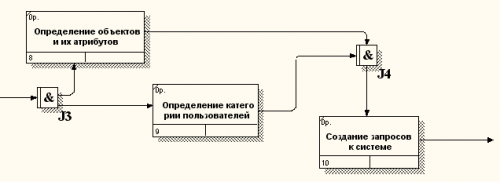 0р.
Определение объектов
и их атрибутов
8
&
J3
&
J4
0р.
Определение катего
рии пользователей
9
0р.
Создание запросов
к системе
10